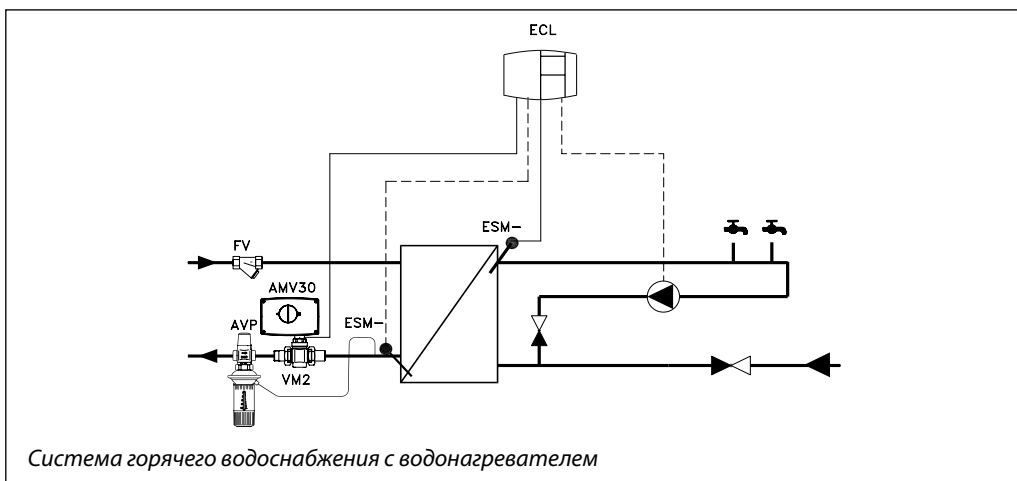 ECL
ESM-
FV
AMV30
AVP
ESM-
VM2
Система горячего водоснабжения с водонагревателем